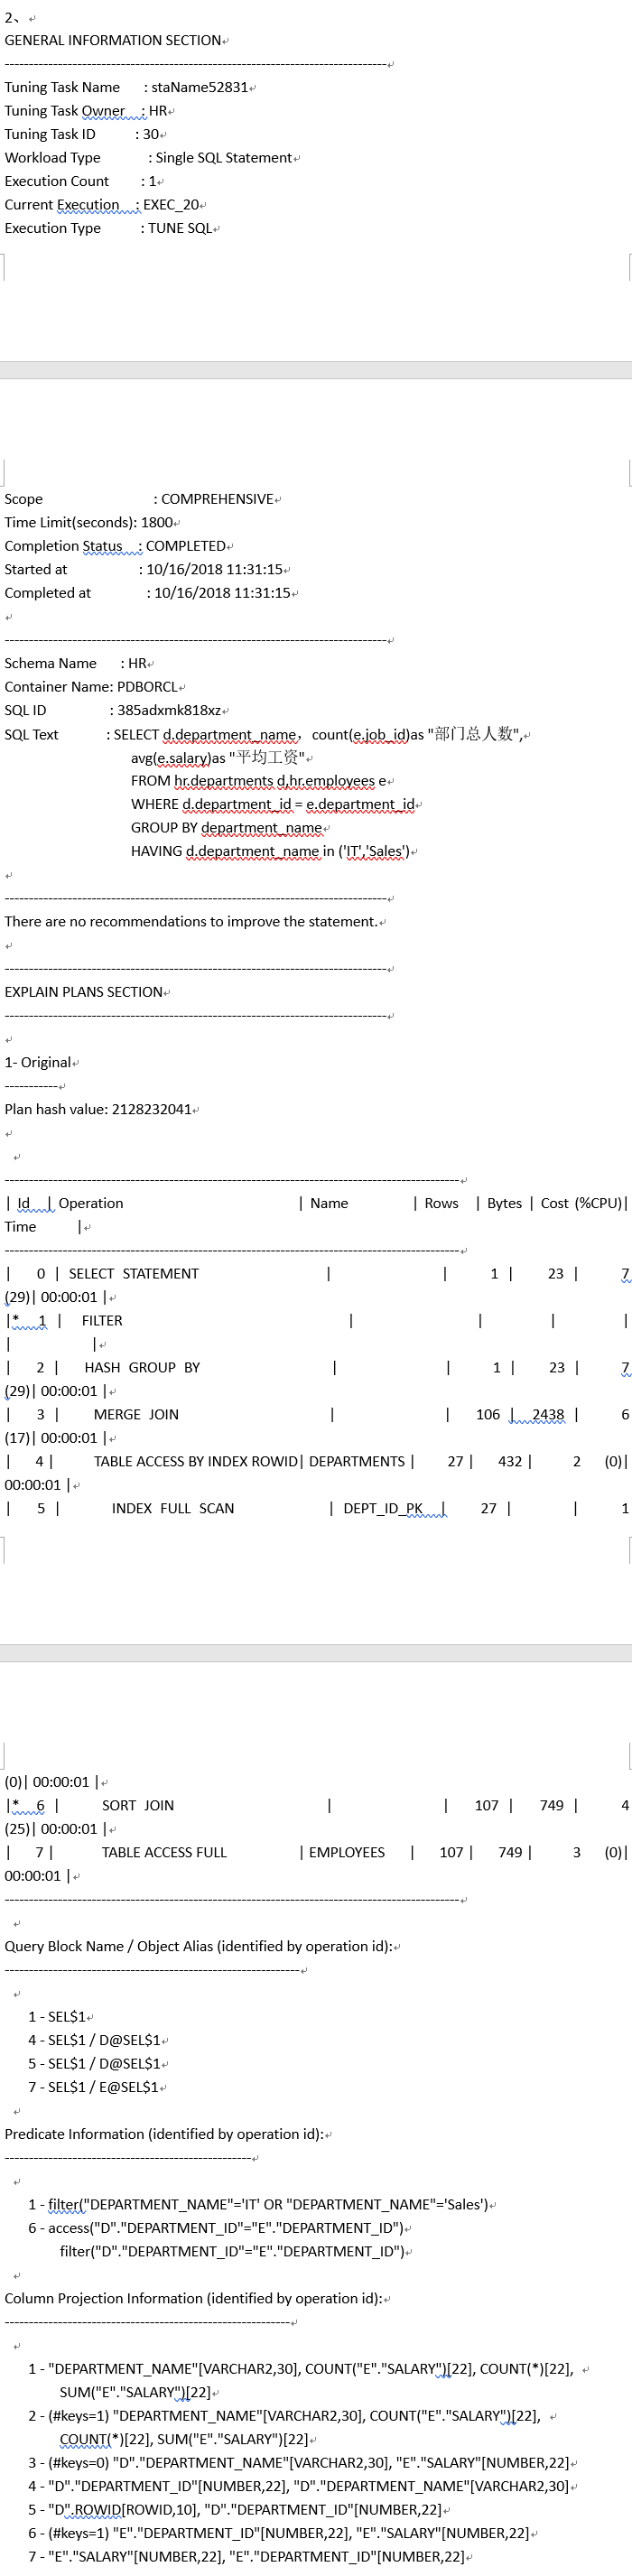 2、
GENERAL INFORMATION SECTION
-------------------------------------------------------------------------------
Tuning Task Name : staName52831
Tuning Task Owner : HR
Tuning Task ID : 30
Workload Type : Single SQL Statement
Execution Count : 1
Current Execution : EXEC_20
Execution Type : TUNE SQL
Scope : COMPREHENSIVE
Time Limit(seconds): 1800
Completion Status : COMPLETED
Started at : 10/16/2018 11:31:15
Completed at : 10/16/2018 11:31:15
-------------------------------------------------------------------------------
Schema Name : HR
Container Name: PDBORCL
SQL ID : 385adxmk818xz
SQL Text : SELECT d.department_name，count(e.job_id)as "部门总人数",
avg(e.salary)as "平均工资"
FROM hr.departments d,hr.employees e
WHERE d.department_id = e.department_id
GROUP BY department_name
HAVING d.department_name in ('IT','Sales')
-------------------------------------------------------------------------------
There are no recommendations to improve the statement.
-------------------------------------------------------------------------------
EXPLAIN PLANS SECTION
-------------------------------------------------------------------------------
1- Original
-----------
Plan hash value: 2128232041
----------------------------------------------------------------------------------------------
| Id | Operation | Name | Rows | Bytes | Cost (%CPU)|
Time |
----------------------------------------------------------------------------------------------
| 0 | SELECT STATEMENT | | 1 | 23 | 7
(29)| 00:00:01 |
|* 1 | FILTER | | | |
| |
| 2 | HASH GROUP BY | | 1 | 23 | 7
(29)| 00:00:01 |
| 3 | MERGE JOIN | | 106 | 2438 | 6
(17)| 00:00:01 |
| 4 | TABLE ACCESS BY INDEX ROWID| DEPARTMENTS | 27 | 432 | 2 (0)|
00:00:01 |
| 5 | INDEX FULL SCAN | DEPT_ID_PK | 27 | | 1
(0)| 00:00:01 |
|* 6 | SORT JOIN | | 107 | 749 | 4
(25)| 00:00:01 |
| 7 | TABLE ACCESS FULL | EMPLOYEES | 107 | 749 | 3 (0)|
00:00:01 |
----------------------------------------------------------------------------------------------
Query Block Name / Object Alias (identified by operation id):
-------------------------------------------------------------
1 - SEL$1
4 - SEL$1 / D@SEL$1
5 - SEL$1 / D@SEL$1
7 - SEL$1 / E@SEL$1
Predicate Information (identified by operation id):
---------------------------------------------------
1 - filter("DEPARTMENT_NAME"='IT' OR "DEPARTMENT_NAME"='Sales')
6 - access("D"."DEPARTMENT_ID"="E"."DEPARTMENT_ID")
filter("D"."DEPARTMENT_ID"="E"."DEPARTMENT_ID")
Column Projection Information (identified by operation id):
-----------------------------------------------------------
1 - "DEPARTMENT_NAME"[VARCHAR2,30], COUNT("E"."SALARY")[22], COUNT(*)[22],
SUM("E"."SALARY")[22]
2 - (#keys=1) "DEPARTMENT_NAME"[VARCHAR2,30], COUNT("E"."SALARY")[22],
COUNT(*)[22], SUM("E"."SALARY")[22]
3 - (#keys=0) "D"."DEPARTMENT_NAME"[VARCHAR2,30], "E"."SALARY"[NUMBER,22]
4 - "D"."DEPARTMENT_ID"[NUMBER,22], "D"."DEPARTMENT_NAME"[VARCHAR2,30]
5 - "D".ROWID[ROWID,10], "D"."DEPARTMENT_ID"[NUMBER,22]
6 - (#keys=1) "E"."DEPARTMENT_ID"[NUMBER,22], "E"."SALARY"[NUMBER,22]
7 - "E"."SALARY"[NUMBER,22], "E"."DEPARTMENT_ID"[NUMBER,22]